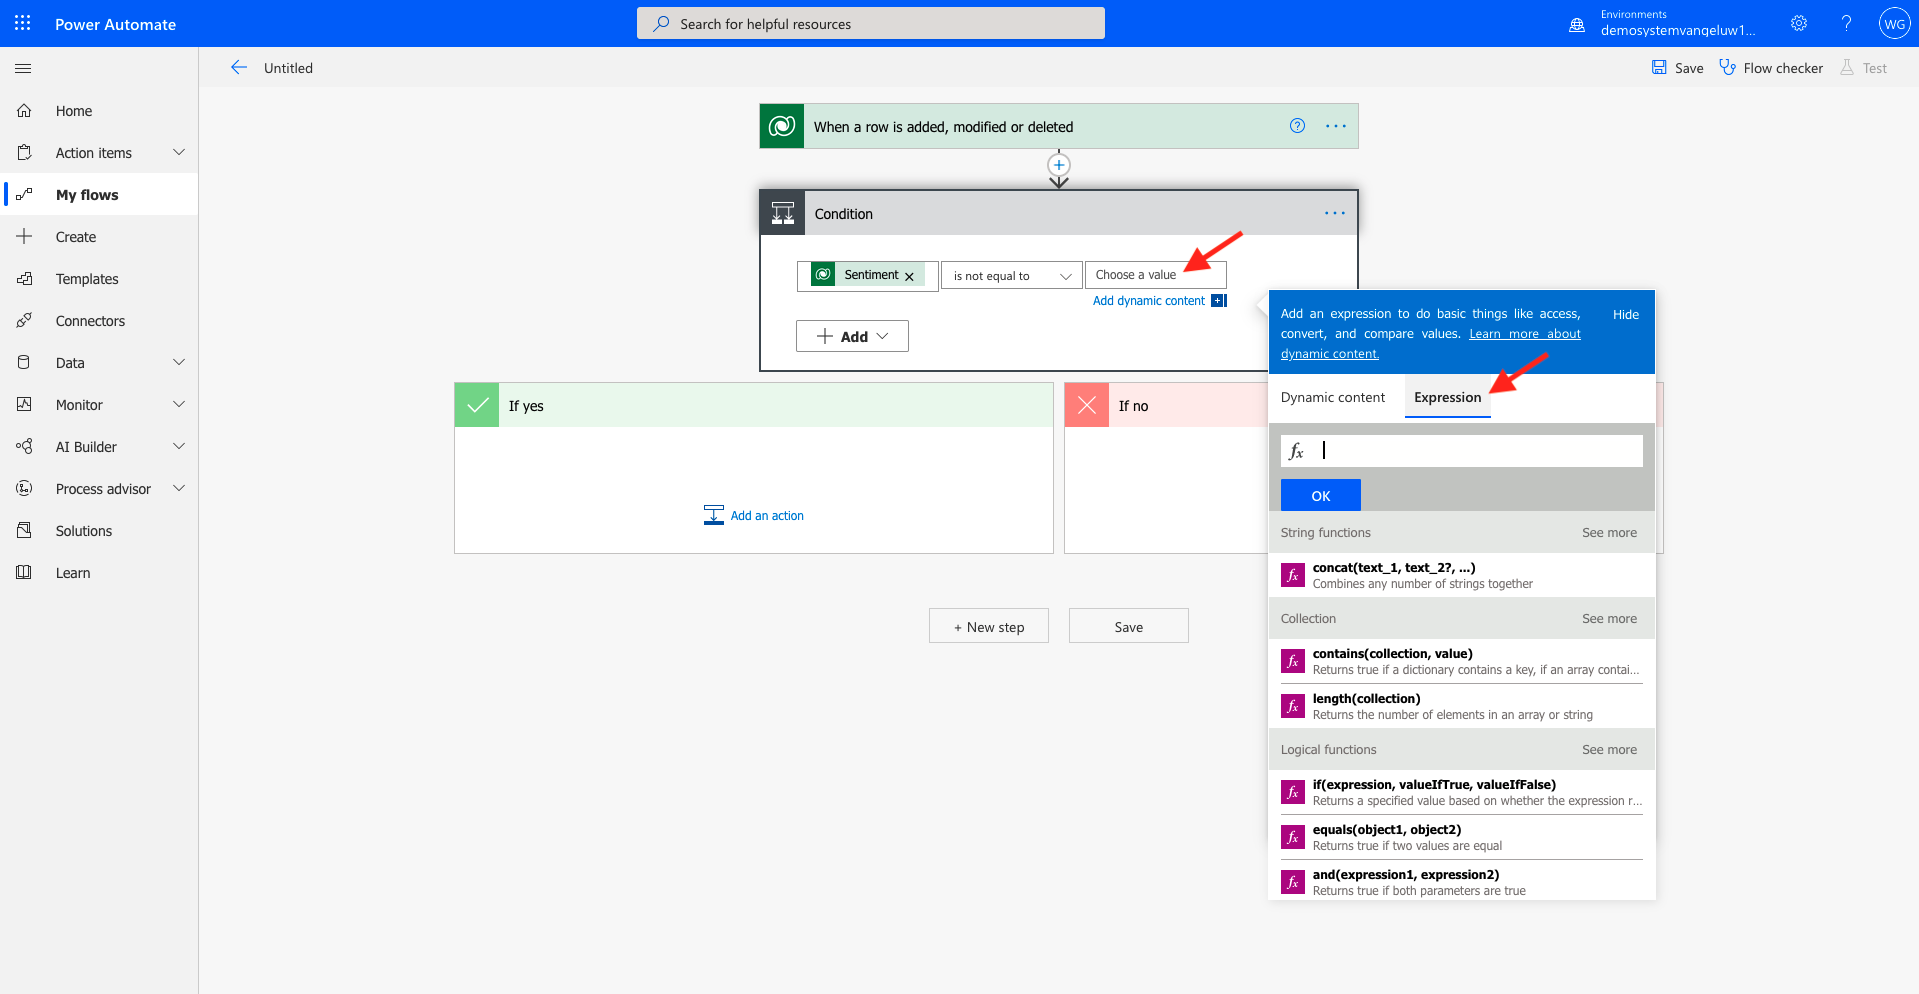 Power Automate
Search for helpful resources
Environments
demosystemvangeluw1...
WG
Untitled
Save
Flow checker
Test
Home
Action items
My flows
Create
Templates
Connectors
Data
Monitor
AI Builder
Process advisor
Solutions
Learn
When a row is added, modified or deleted
Condition
Sentiment
is not equal to
Choose a value
Add dynamic content
Add
If yes
If no
Add an action
+ New step
Save
Add an expression to do basic things like access,
convert, and compare values. Learn more about
dynamic content.
Hide
Dynamic content
Expression
fx
OK
String functions
See more
fx
concat(text_1, text_2?, ...)
Combines any number of strings together
Collection
See more
fx
contains(collection, value)
Returns true if a dictionary contains a key, if an array contai...
fx
length(collection)
Returns the number of elements in an array or string
Logical functions
See more
fx
if(expression, valueIfTrue, valueIfFalse)
Returns a specified value based on whether the expression r...
fx
equals(object1, object2)
Returns true if two values are equal
fx
and(expression1, expression2)
Returns true if both parameters are true